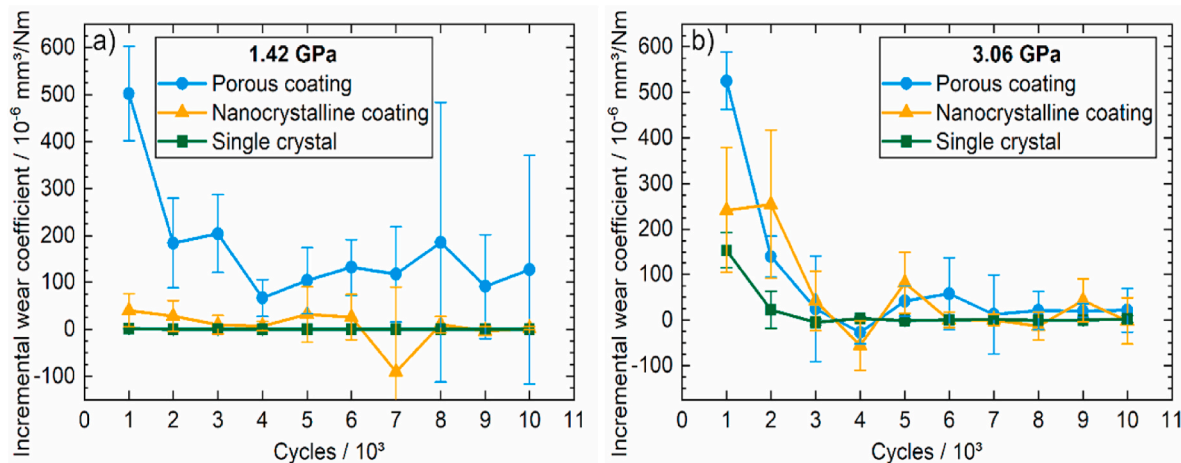 a)
1.42 GPa
Porous coating
Nanocrystalline coating
Single crystal
Incremental wear coefficient / 10⁻⁶ mm³/Nm
600
500
400
300
200
100
0
-100
0 1 2 3 4 5 6 7 8 9 10 11
Cycles / 10³
b)
3.06 GPa
Porous coating
Nanocrystalline coating
Single crystal
Incremental wear coefficient / 10⁻⁶ mm³/Nm
600
500
400
300
200
100
0
-100
0 1 2 3 4 5 6 7 8 9 10 11
Cycles / 10³